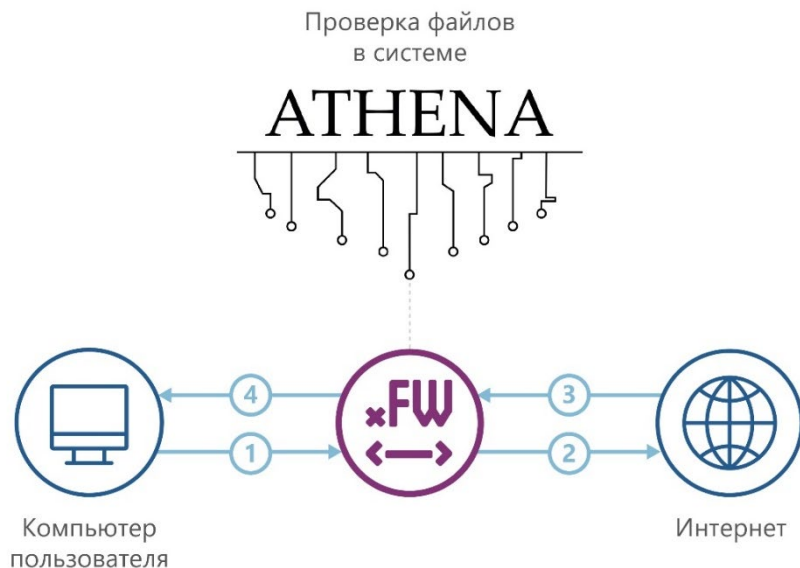 Проверка файлов
в системе
ATHENA
4
3
xFW
1
2
Компьютер
пользователя
Интернет